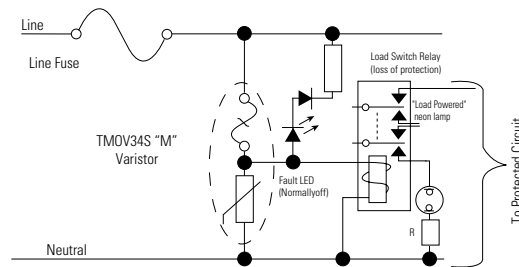 Line
Line Fuse
Load Switch Relay
(loss of protection)
"Load Powered"
neon lamp
TMOV34S "M"
Varistor
Fault LED
(Normallyoff)
R
Neutral
To Protected Circuit